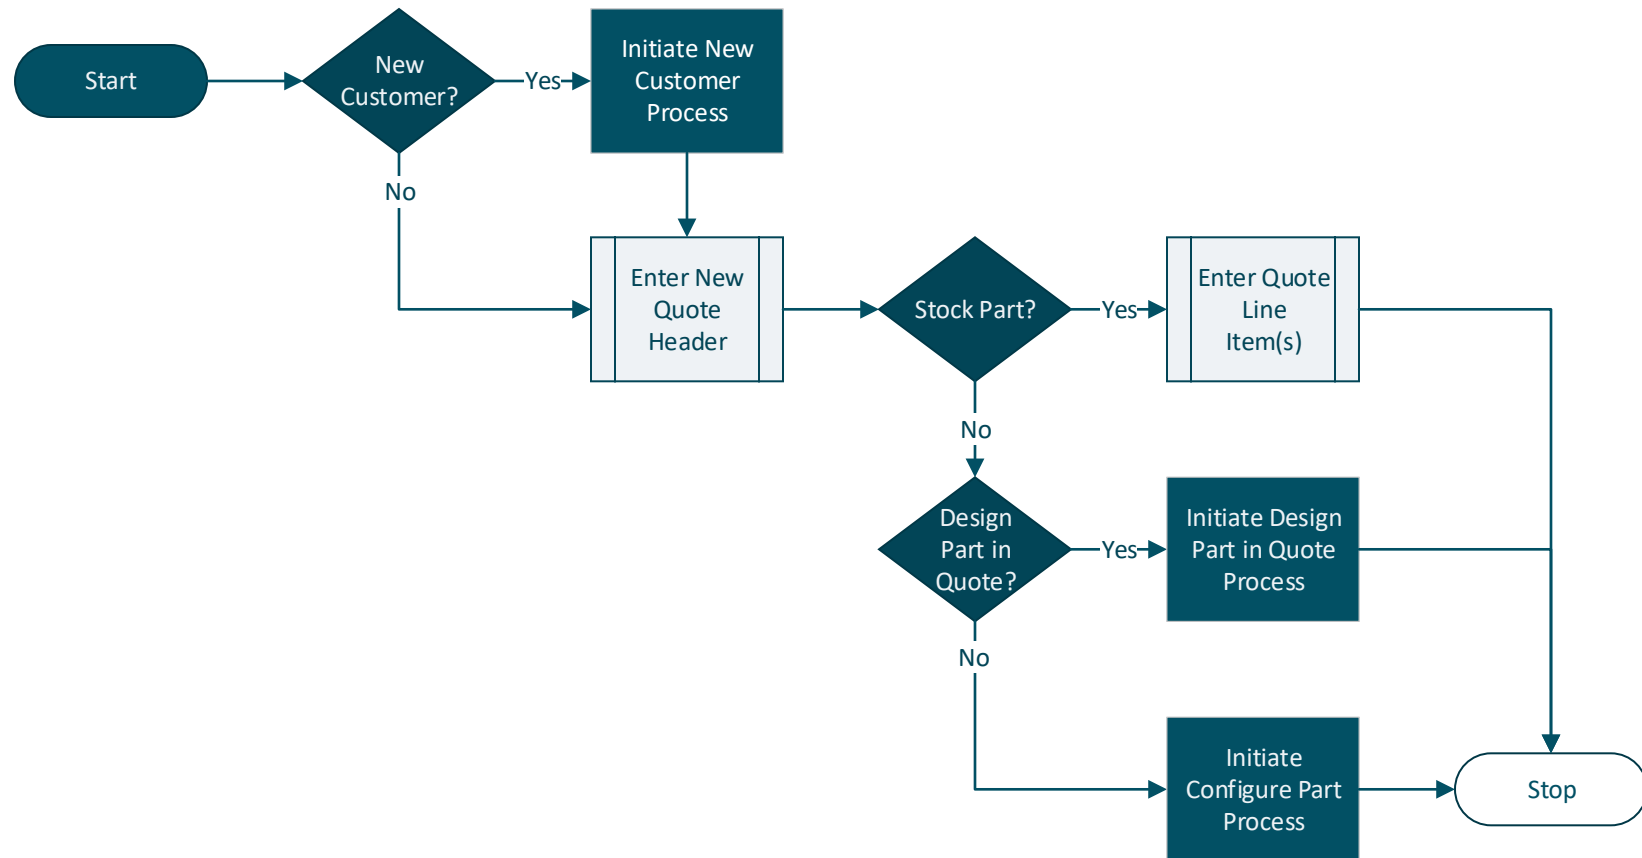 Start
New
Customer?
Yes
Initiate New
Customer
Process
No
Enter New
Quote
Header
Stock Part?
Yes
Enter Quote
Line
Item(s)
No
Design
Part in
Quote?
Yes
Initiate Design
Part in Quote
Process
No
Initiate
Configure Part
Process
Stop